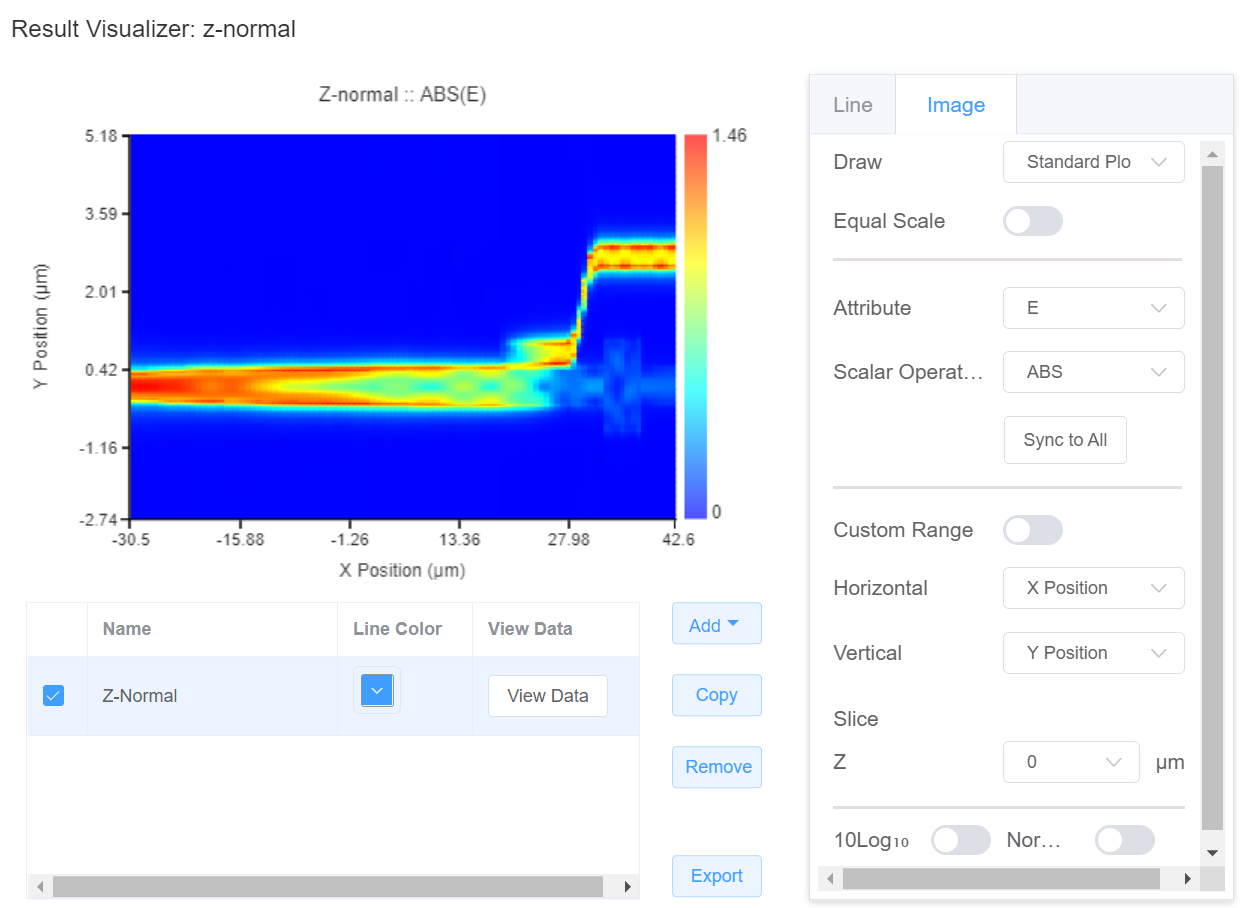 Result Visualizer: z-normal
Z-normal :: ABS(E)
5.18
3.59
2.01
0.42
-1.16
-2.74
Y Position (µm)
-30.5
-15.88
-1.26
13.36
27.98
42.6
X Position (µm)
1.46
0
Name
Line Color
View Data
Z-Normal
View Data
Add
Copy
Remove
Export
Line
Image
Draw
Standard Plo
Equal Scale
Attribute
E
Scalar Operat...
ABS
Sync to All
Custom Range
Horizontal
X Position
Vertical
Y Position
Slice
Z
0
µm
10Log10
Nor...